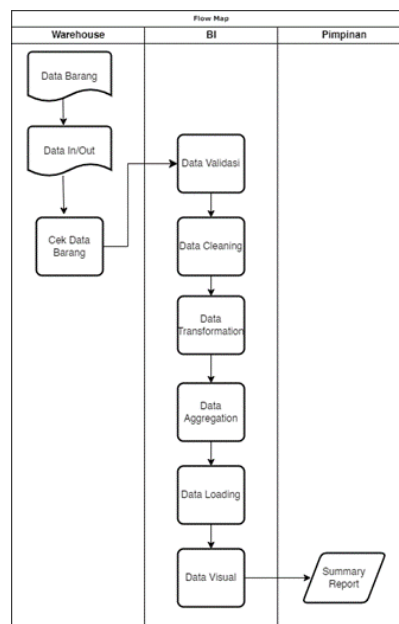 Flow Map
Warehouse
BI
Pimpinan
Data Barang
Data In/Out
Cek Data
Barang
Data Validasi
Data Cleaning
Data
Transformation
Data
Aggregation
Data Loading
Data Visual
Summary
Report